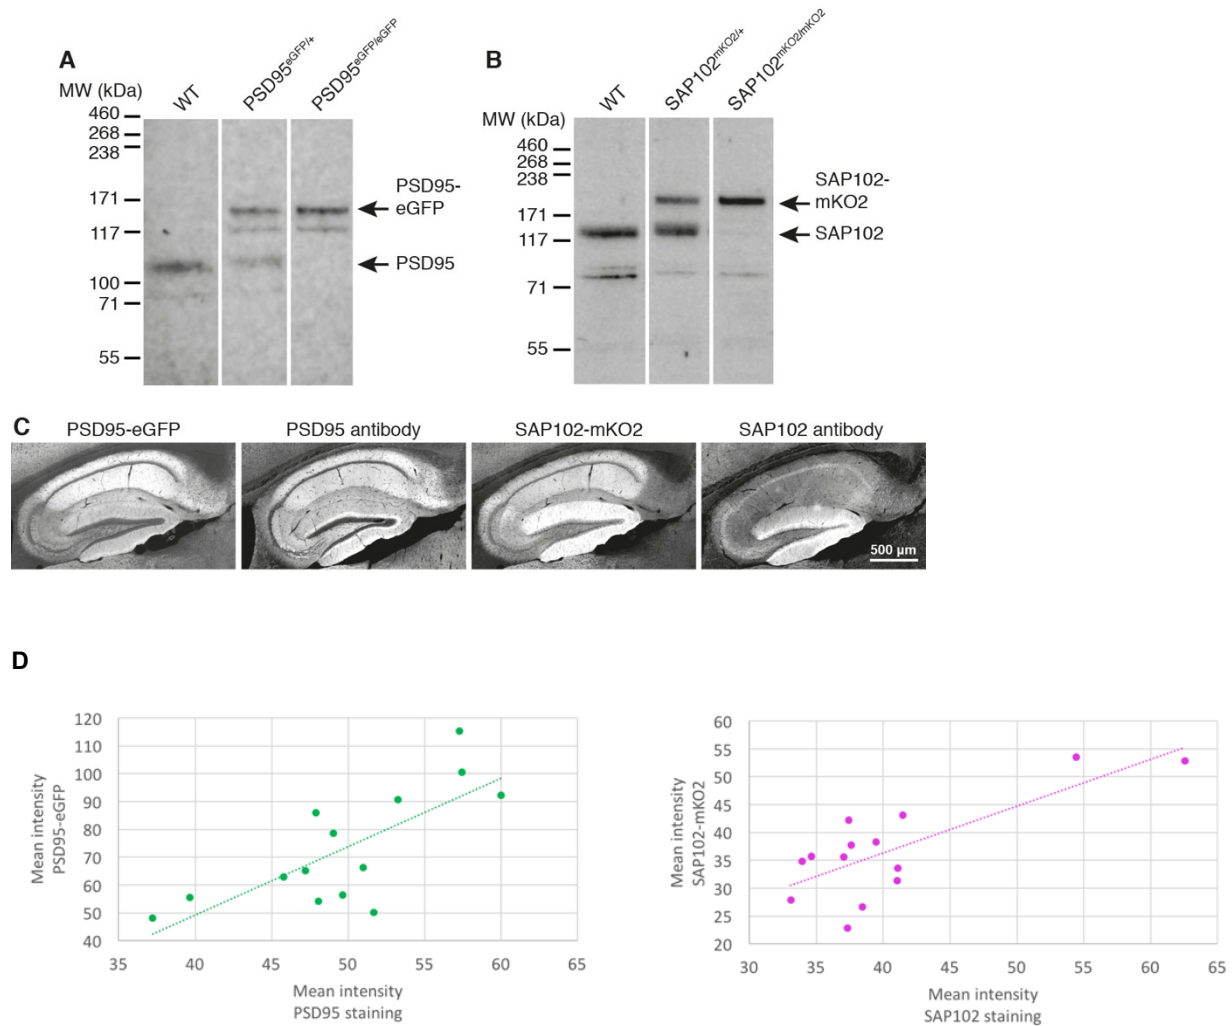 A
MW (kDa)
WT
PSD95eGFP/+
PSD95eGFP/eGFP
460
268
238
171
117
100
71
55
PSD95-
eGFP
PSD95
B
MW (kDa)
WT
SAP102mKO2/+
SAP102mKO2/mKO2
460
268
238
171
117
71
55
SAP102-
mKO2
SAP102
C
PSD95-eGFP
PSD95 antibody
SAP102-mKO2
SAP102 antibody
500 µm
D
Mean intensity
PSD95-eGFP
120
110
100
90
80
70
60
50
40
35 40 45 50 55 60 65
Mean intensity
PSD95 staining
Mean intensity
SAP102-mKO2
60
55
50
45
40
35
30
25
20
30 35 40 45 50 55 60 65
Mean intensity
SAP102 staining